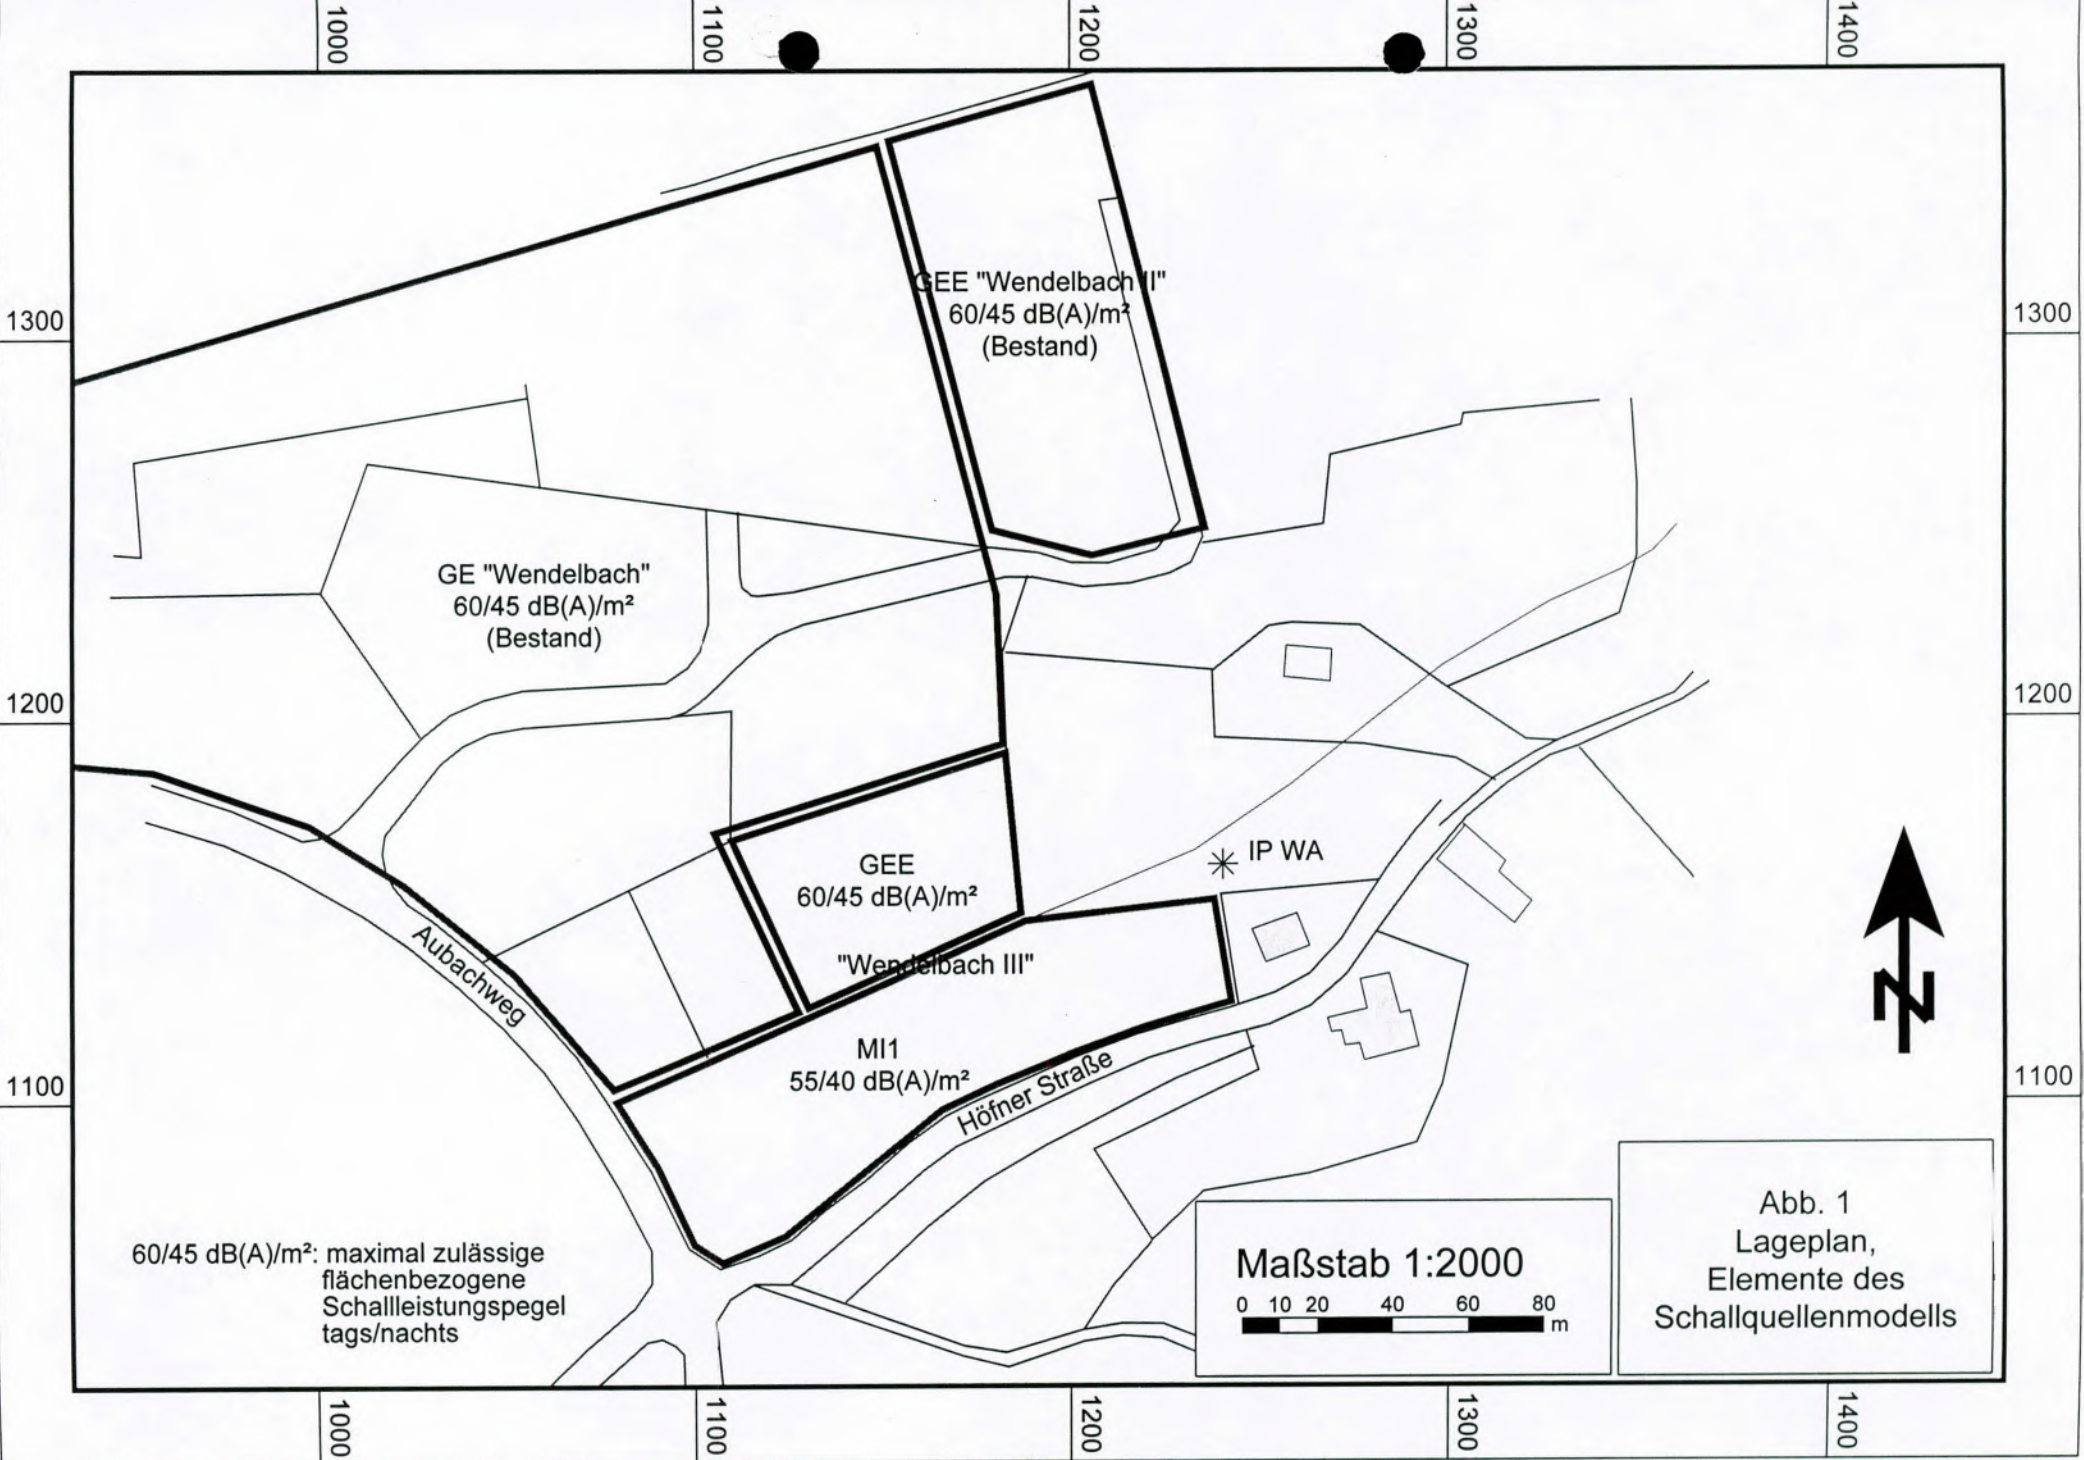 1000
1100
1200
1300
1400
GEE "Wendelbach II"
60/45 dB(A)/m²
(Bestand)
1300
1300
GE "Wendelbach"
60/45 dB(A)/m²
(Bestand)
1200
1200
IP WA
GEE
60/45 dB(A)/m²
"Wendelbach III"
Aubachweg
MI1
55/40 dB(A)/m²
Höfner Straße
N
1100
1100
60/45 dB(A)/m²: maximal zulässige
flächenbezogene
Schallleistungspegel
tags/nachts
Maßstab 1:2000
0 10 20 40 60 80
m
Abb. 1
Lageplan,
Elemente des
Schallquellenmodells
1000
1100
1200
1300
1400